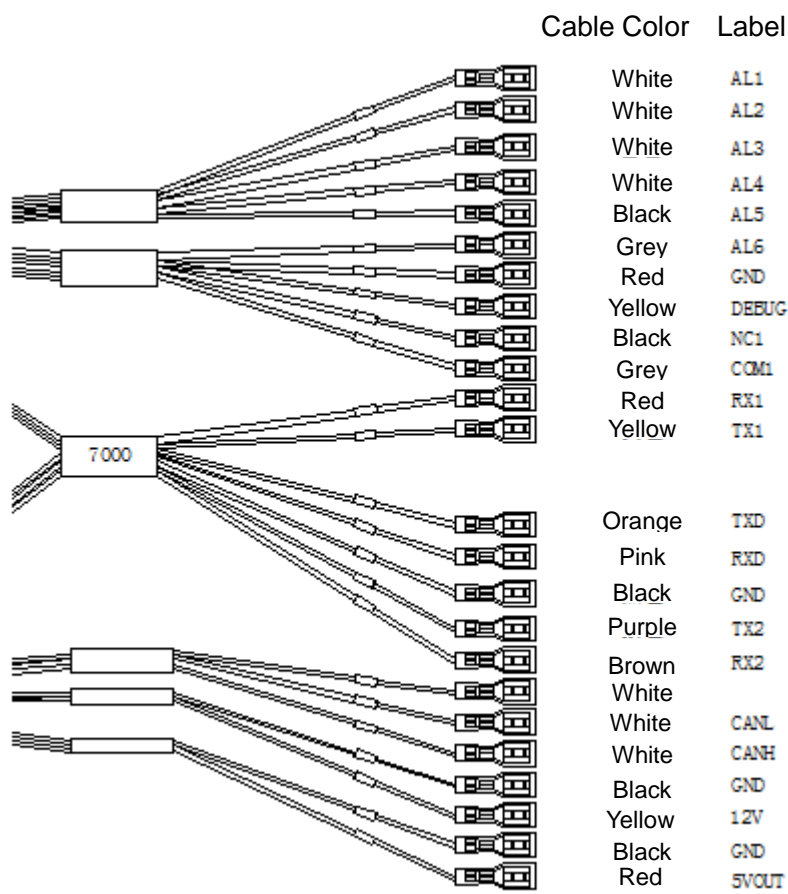 Cable Color Label
White AL1
White AL2
White AL3
White AL4
Black AL5
Grey AL6
Red GND
Yellow DEBUG
Black NC1
Grey COM1
Red RX1
Yellow TX1
7000
Orange TXD
Pink RXD
Black GND
Purple TX2
Brown RX2
White
White CANL
White CANH
Black GND
Yellow 12V
Black GND
Red 5VOUT